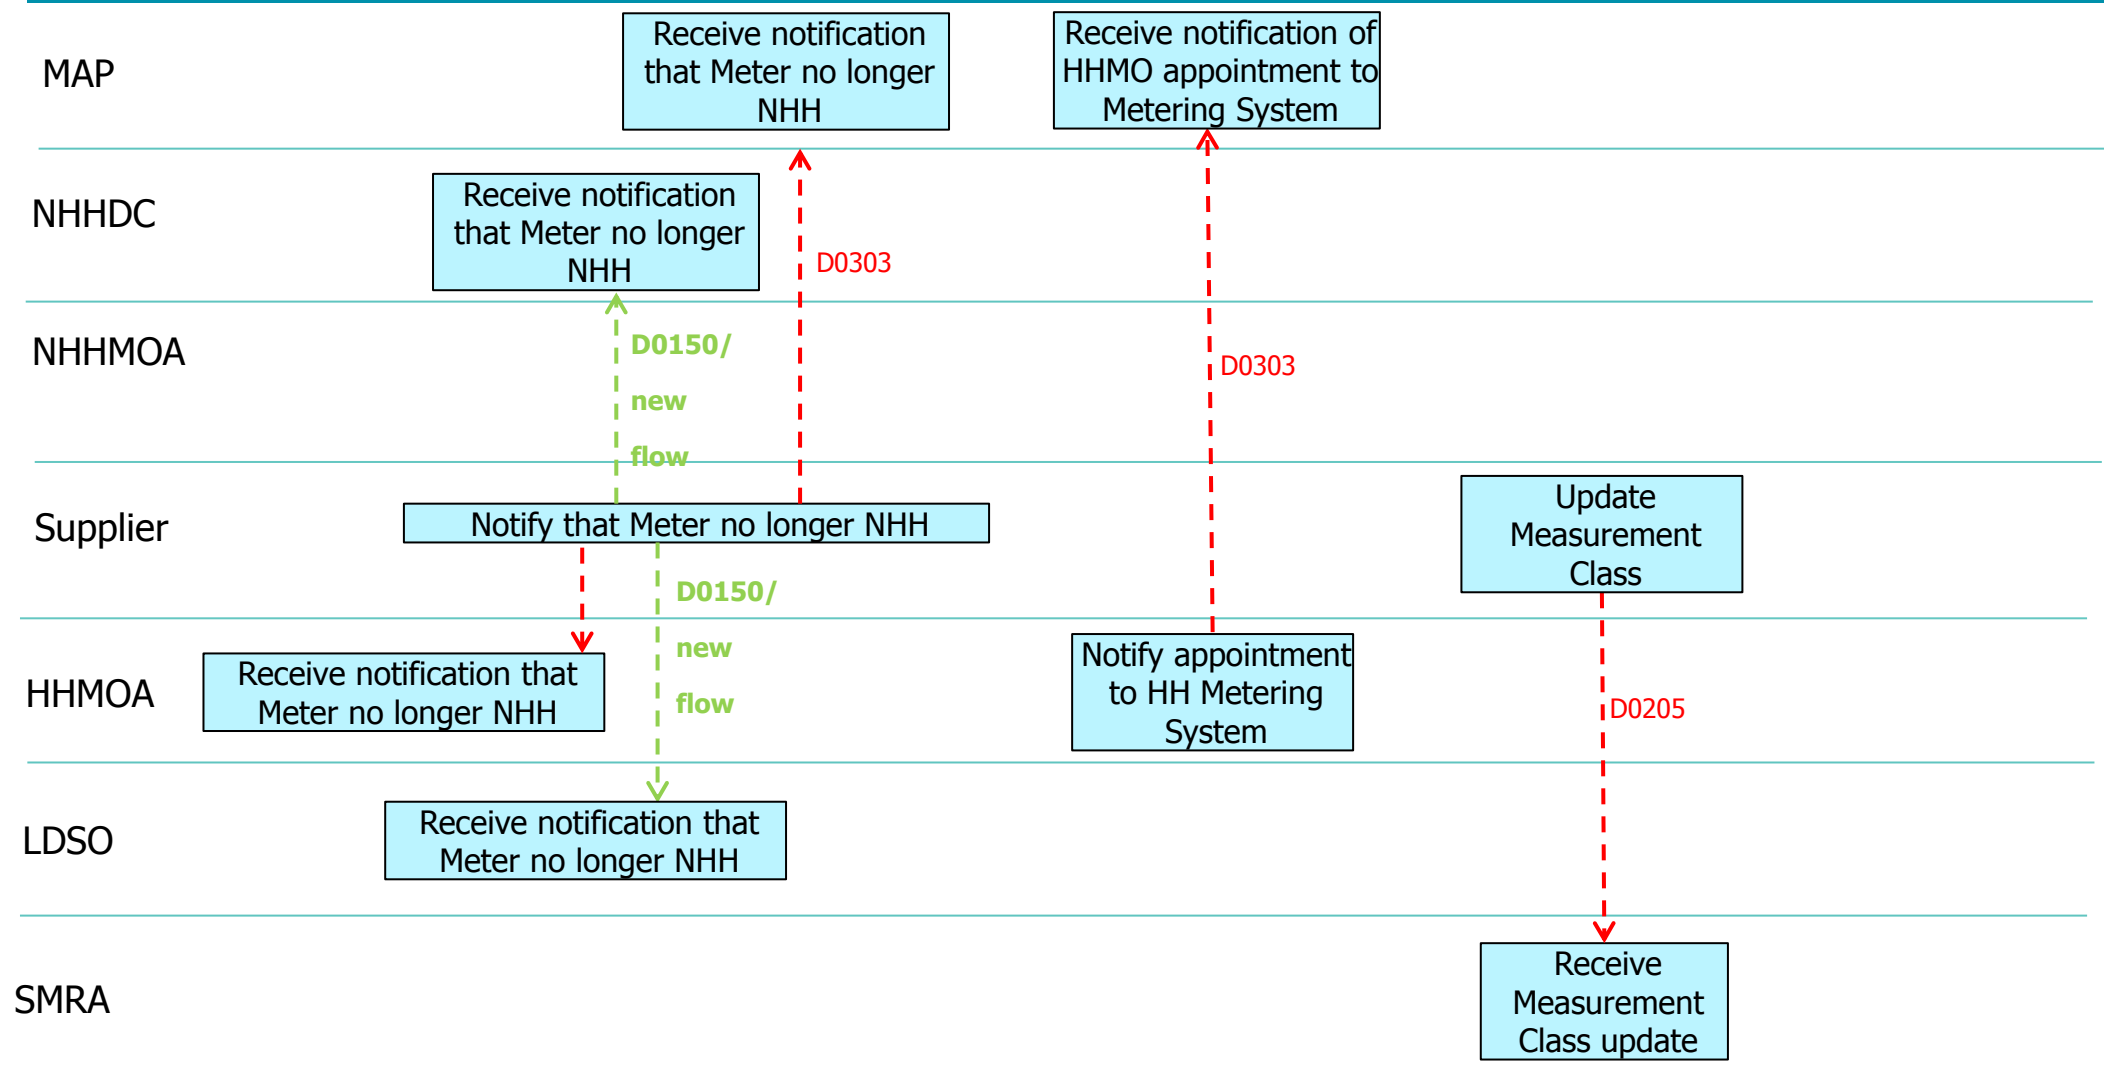 MAP
Receive notification
that Meter no longer
NHH
Receive notification of
HHMO appointment to
Metering System
NHHDC
Receive notification
that Meter no longer
NHH
D0303
NHHMOA
D0150/
new
flow
D0303
Supplier
Notify that Meter no longer NHH
Update
Measurement
Class
D0150/
new
flow
HHMOA
Receive notification that
Meter no longer NHH
Notify appointment
to HH Metering
System
D0205
LDSO
Receive notification that
Meter no longer NHH
SMRA
Receive
Measurement
Class update